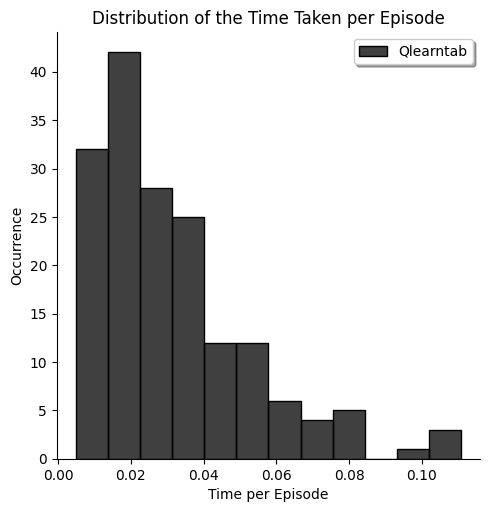 Distribution of the Time Taken per Episode
Qlearntab
Occurrence
40
35
30
25
20
15
10
5
0
0.00 0.02 0.04 0.06 0.08 0.10
Time per Episode